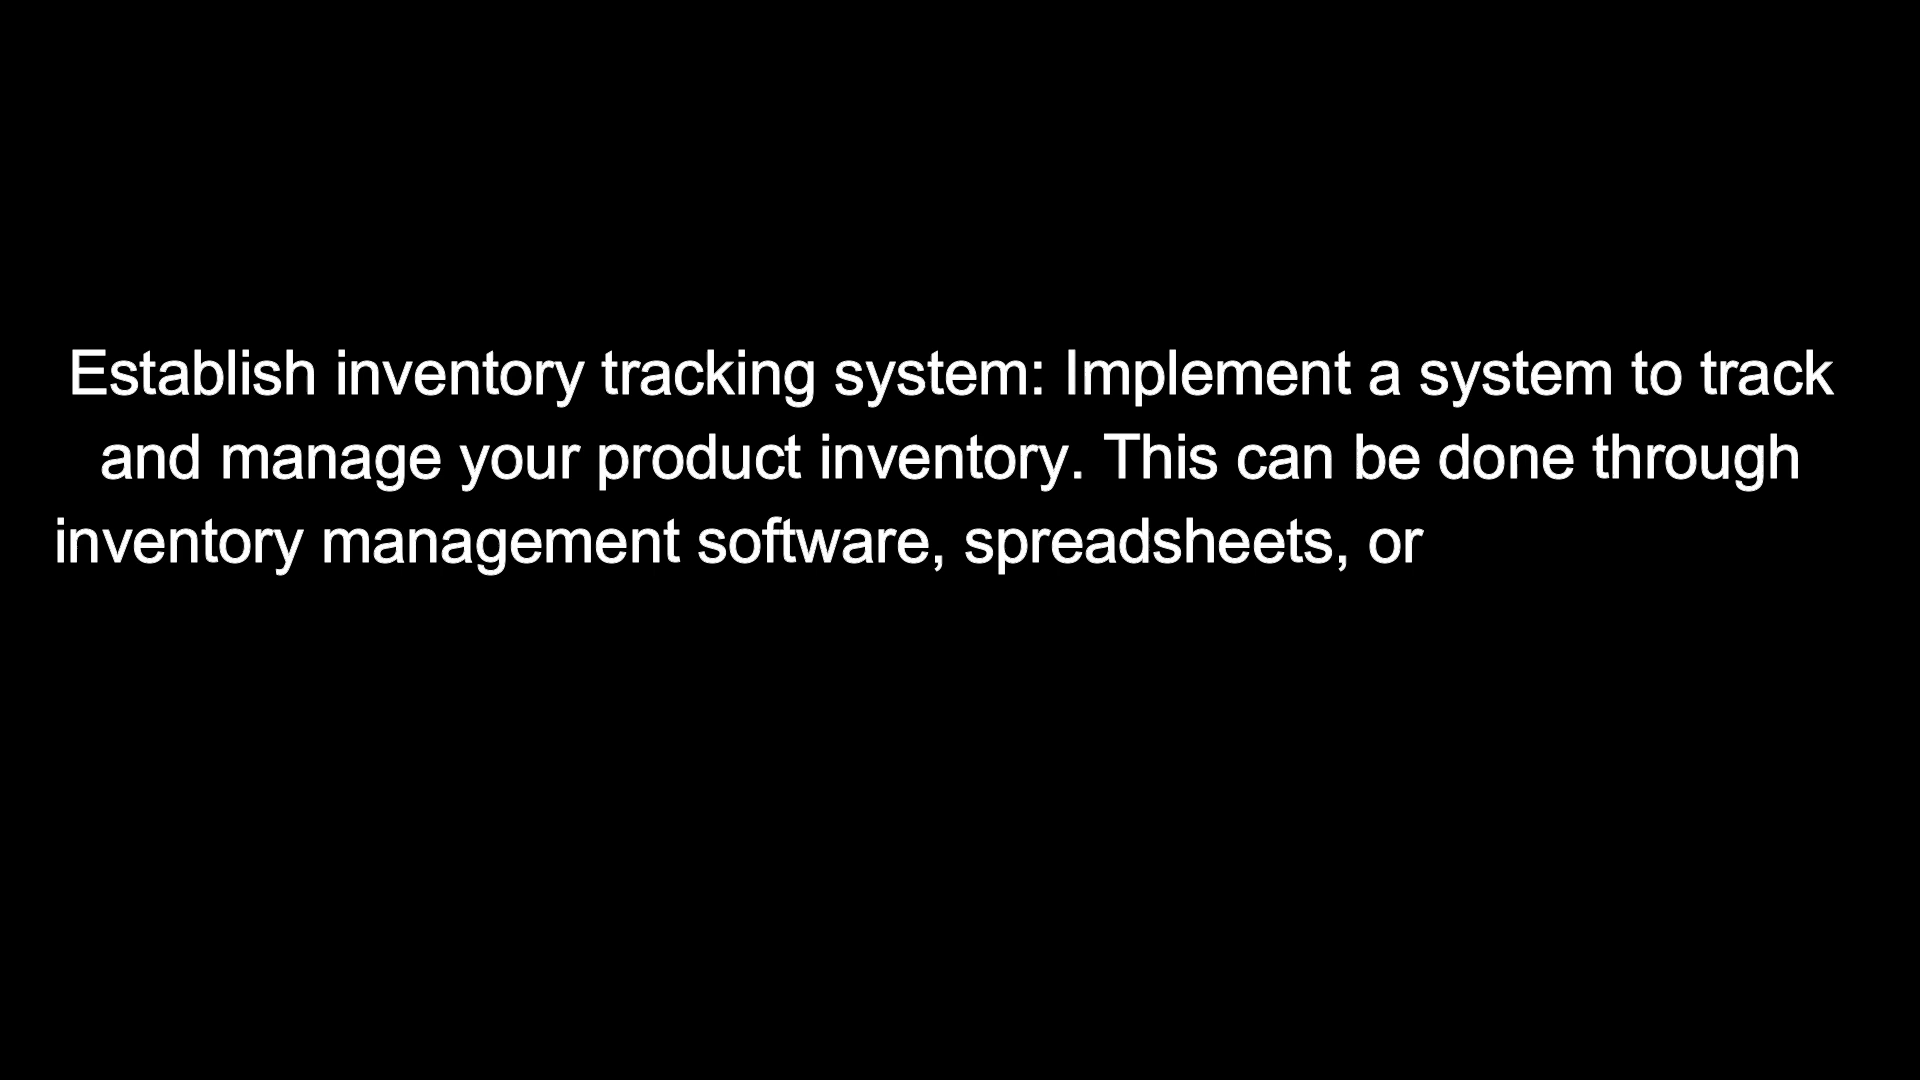 Establish inventory tracking system: Implement a system to track
and manage your product inventory. This can be done through
inventory management software, spreadsheets, or